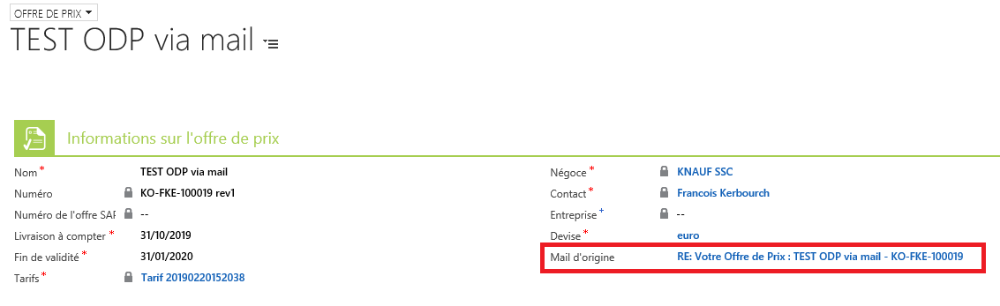 OFFRE DE PRIX
TEST ODP via mail
Informations sur l'offre de prix
Nom * TEST ODP via mail
Numéro KO-FKE-100019 rev1
Numéro de l'offre SAP --
Livraison à compter * 31/10/2019
Fin de validité * 31/01/2020
Tarifs * Tarif 20190220152038
Négoce * KNAUF SSC
Contact * Francois Kerbourch
Entreprise + --
Devise * euro
Mail d'origine RE: Votre Offre de Prix : TEST ODP via mail - KO-FKE-100019